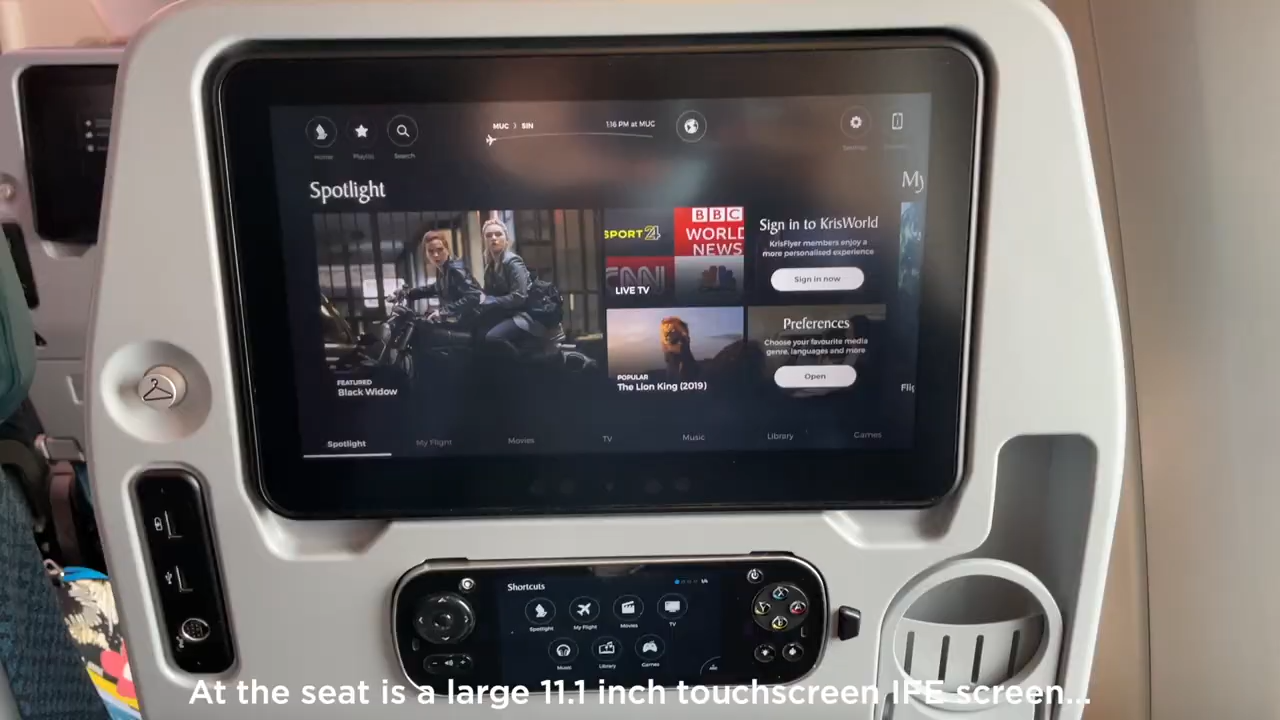 MUC > SIN
1:16 PM at MUC
Home
Playlist
Search
Settings
Spotlight
My
SPORT 24
BBC
WORLD
NEWS
CNN
LIVE TV
Sign in to KrisWorld
KrisFlyer members enjoy a
more personalised experience
Sign in now
FEATURED
Black Widow
POPULAR
The Lion King (2019)
Preferences
Choose your favourite media
genre, languages and more
Open
Spotlight
My Flight
Movies
TV
Music
Library
Games
Shortcuts
1/4
Spotlight
My Flight
Movies
TV
Music
Library
Games
X
Y
A
B
At the seat is a large 11.1 inch touchscreen IFE screen...